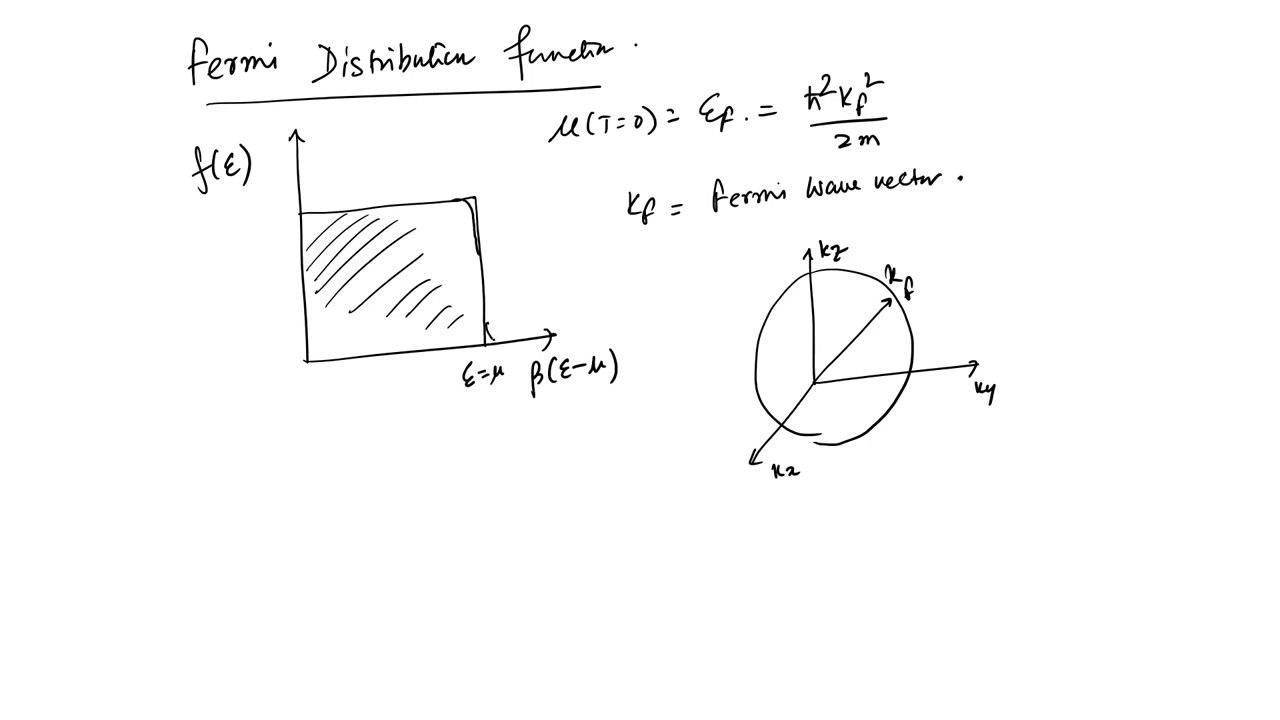 Fermi Distribution function.
μ(T=0) = εf. = ħ²kf² / 2m
f(ε)
kf = fermi wave vector.
kz
kf
ε=μ β(ε-μ)
ky
kx